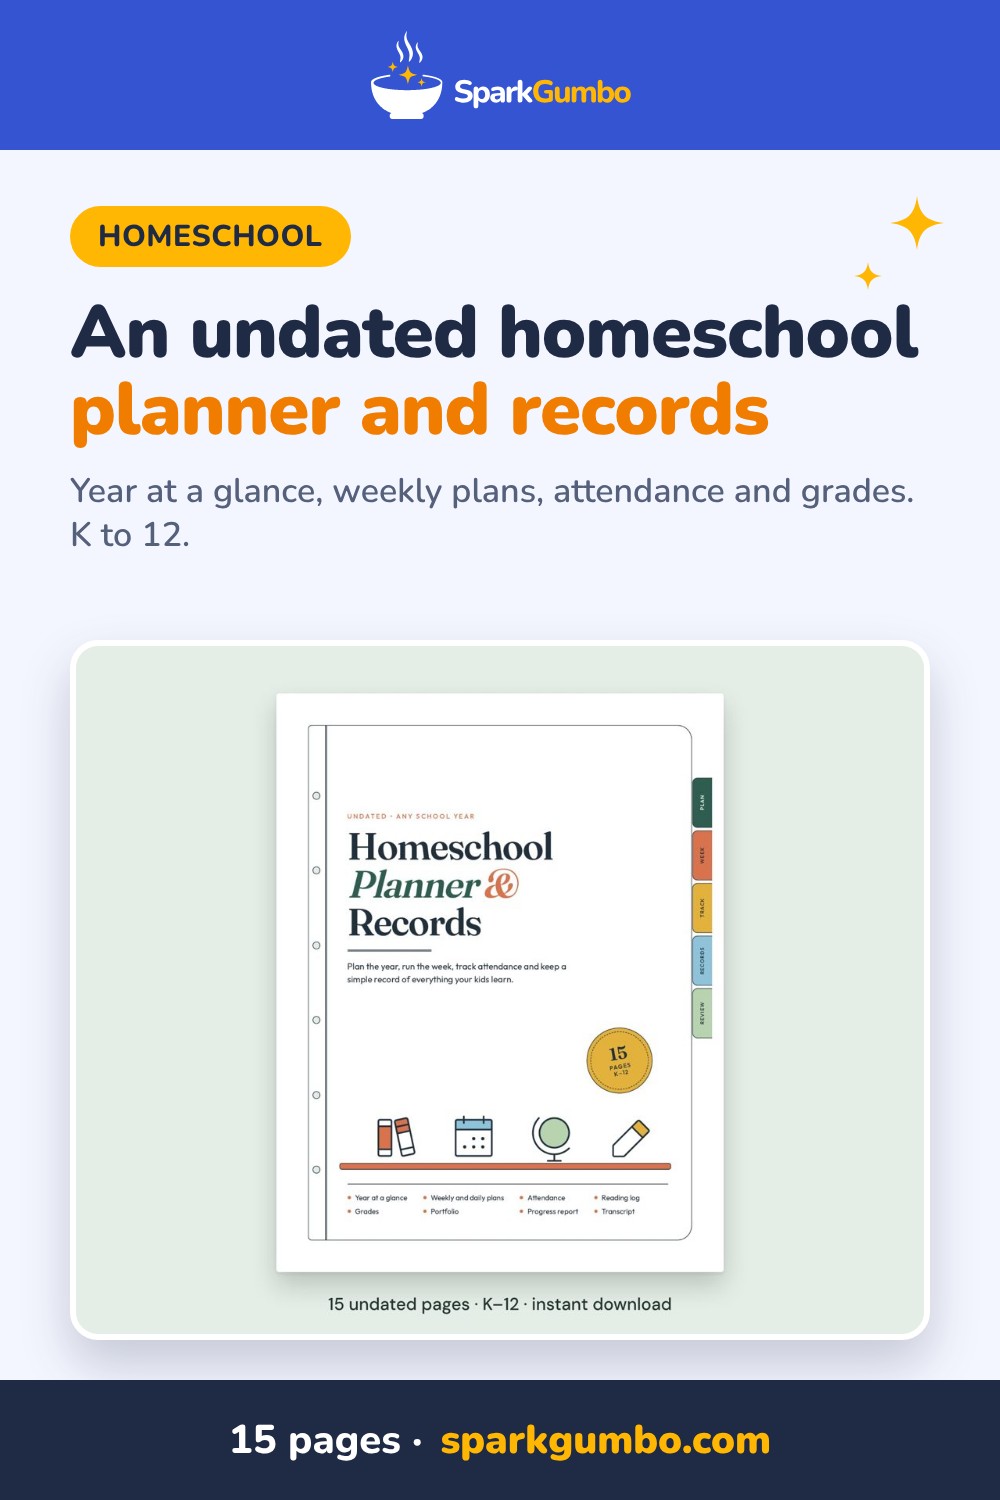 SparkGumbo
HOMESCHOOL
An undated homeschool
planner and records
Year at a glance, weekly plans, attendance and grades.
K to 12.
UNDATED · ANY SCHOOL YEAR
Homeschool
Planner &
Records
Plan the year, run the week, track attendance and keep a
simple record of everything your kids learn.
PLAN
WEEK
TRACK
RECORDS
REVIEW
15
PAGES
K–12
• Year at a glance • Weekly and daily plans • Attendance • Reading log
• Grades • Portfolio • Progress report • Transcript
15 undated pages · K–12 · instant download
15 pages · sparkgumbo.com